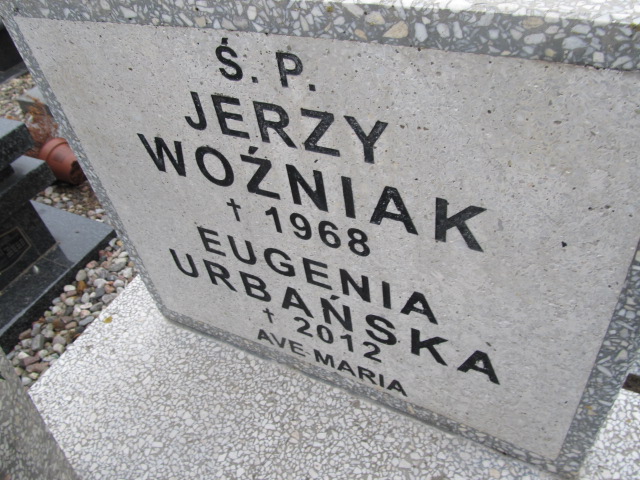 Ś. P.
JERZY
WOŹNIAK
† 1968
EUGENIA
URBAŃSKA
† 2012
AVE MARIA